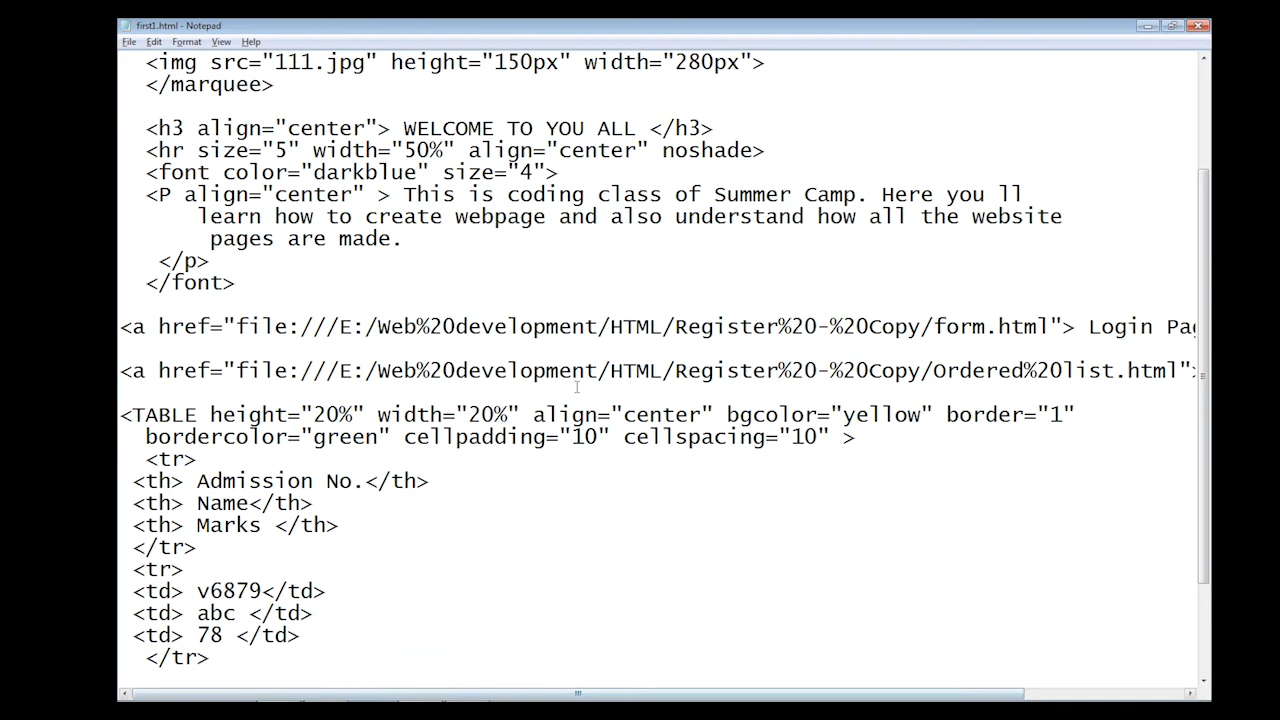 first1.html - Notepad
File Edit Format View Help
<img src="111.jpg" height="150px" width="280px">
</marquee>
<h3 align="center"> WELCOME TO YOU ALL </h3>
<hr size="5" width="50%" align="center" noshade>
<font color="darkblue" size="4">
<P align="center" > This is coding class of Summer Camp. Here you ll
learn how to create webpage and also understand how all the website
pages are made.
</p>
</font>
<a href="file:///E:/Web%20development/HTML/Register%20-%20Copy/form.html"> Login Pag
<a href="file:///E:/Web%20development/HTML/Register%20-%20Copy/Ordered%20list.html">
<TABLE height="20%" width="20%" align="center" bgcolor="yellow" border="1"
bordercolor="green" cellpadding="10" cellspacing="10" >
<tr>
<th> Admission No.</th>
<th> Name</th>
<th> Marks </th>
</tr>
<tr>
<td> v6879</td>
<td> abc </td>
<td> 78 </td>
</tr>